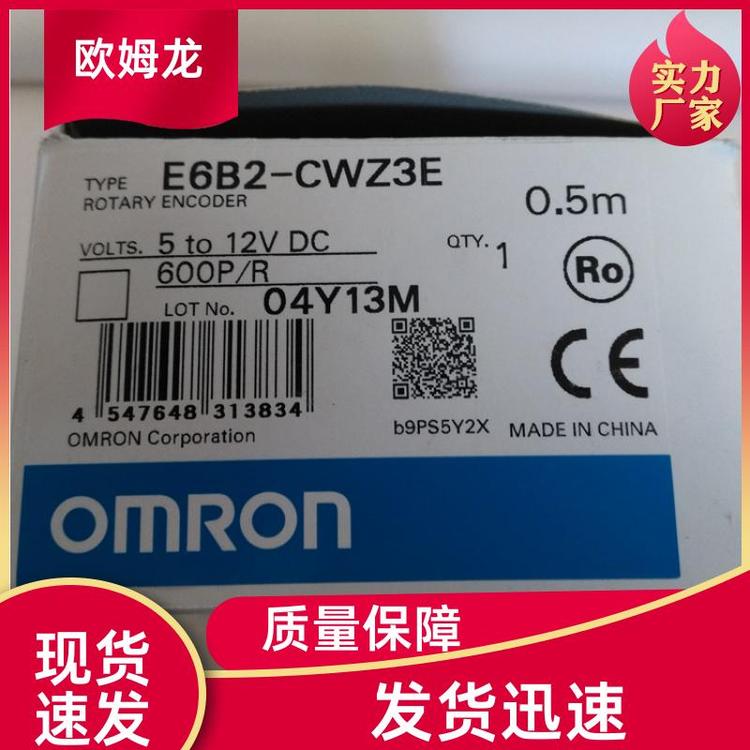 欧姆龙
实力
厂家
TYPE E6B2-CWZ3E
ROTARY ENCODER
0.5m
VOLTS. 5 to 12V DC
QTY. 1
600P/R
Ro
LOT No. 04Y13M
CE
4 547648 313834
b9PS5Y2X
OMRON Corporation
MADE IN CHINA
OMRON
现货
速发
质量保障
发货迅速